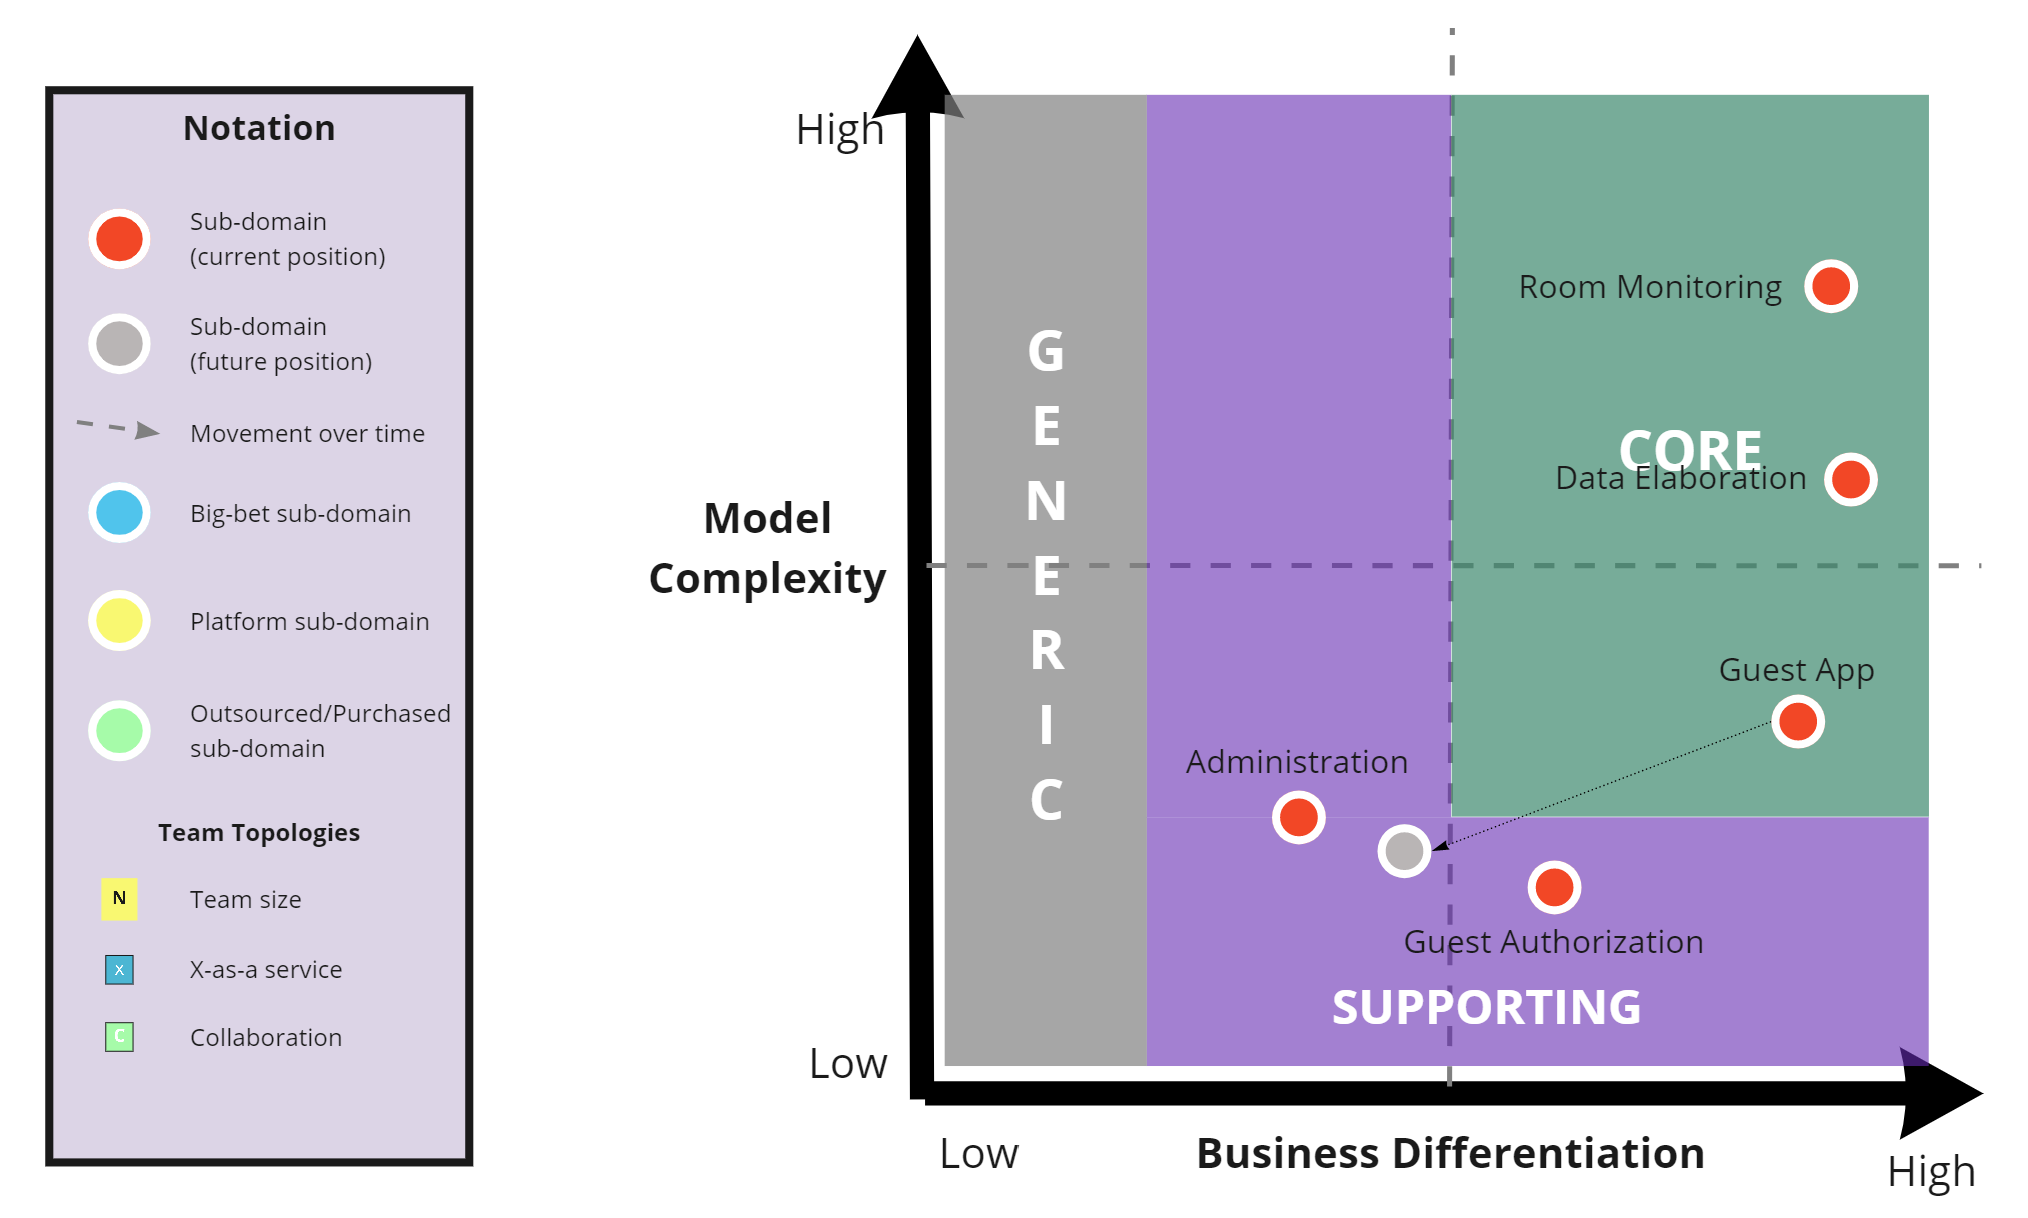 Notation
Sub-domain
(current position)
Sub-domain
(future position)
Movement over time
Big-bet sub-domain
Platform sub-domain
Outsourced/Purchased
sub-domain
Team Topologies
N
Team size
X
X-as-a service
C
Collaboration
High
Model
Complexity
Low
G
E
N
E
R
I
C
Room Monitoring
CORE
Data Elaboration
Guest App
Administration
Guest Authorization
SUPPORTING
Low
Business Differentiation
High